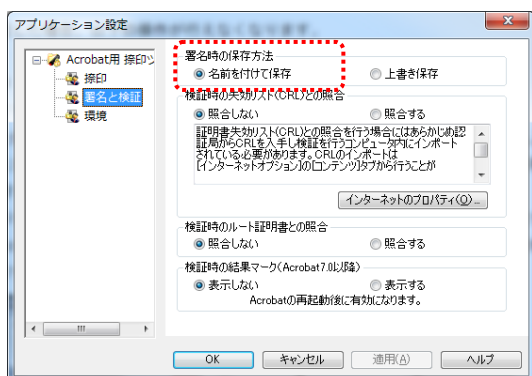 アプリケーション設定
Acrobat用 捺印ツ
捺印
署名と検証
環境
署名時の保存方法
名前を付けて保存
上書き保存
検証時の失効リスト(CRL)との照合
照合しない
照合する
証明書失効リスト(CRL)との照合を行う場合にはあらかじめ認
証局からCRLを入手し検証を行うコンピュータ内にインポート
されている必要があります。CRLのインポートは
[インターネットオプション]の[コンテンツ]タブから行うことが
インターネットのプロパティ(O)...
検証時のルート証明書との照合
照合しない
照合する
検証時の結果マーク(Acrobat7.0以降)
表示しない
表示する
Acrobatの再起動後に有効になります。
OK
キャンセル
適用(A)
ヘルプ